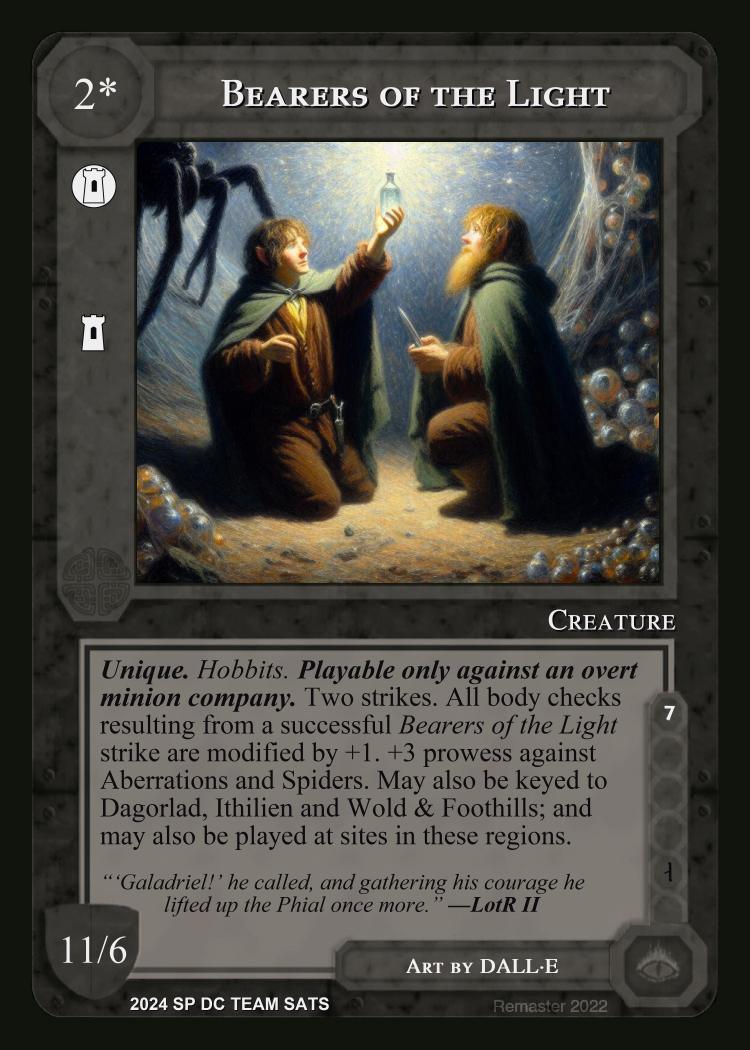 2*
BEARERS OF THE LIGHT
CREATURE
Unique. Hobbits. Playable only against an overt
minion company. Two strikes. All body checks
resulting from a successful Bearers of the Light
strike are modified by +1. +3 prowess against
Aberrations and Spiders. May also be keyed to
Dagorlad, Ithilien and Wold & Foothills; and
may also be played at sites in these regions.
7
“‘Galadriel!’ he called, and gathering his courage he
lifted up the Phial once more.” —LotR II
11/6
ART BY DALL·E
2024 SP DC TEAM SATS
Remaster 2022